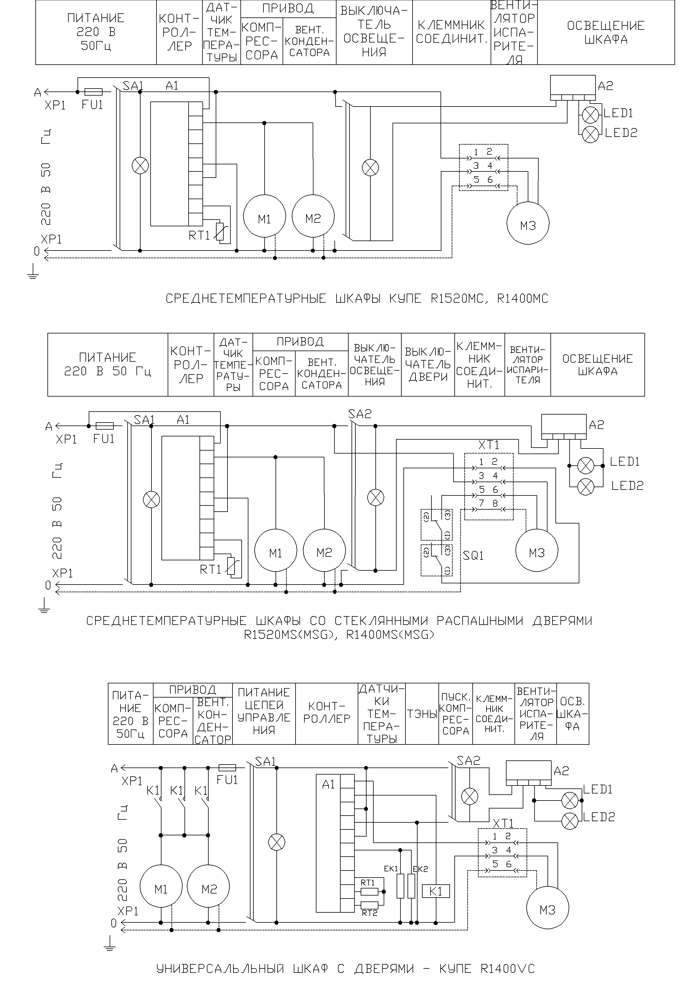 ПИТАНИЕ
220 В
50Гц
КОНТ-
РОЛ-
ЛЕР
ДАТ-
ЧИК
ТЕМ-
ПЕРА-
ТУРЫ
ПРИВОД
КОМП-
РЕС-
СОРА
ВЕНТ.
КОНДЕН-
САТОРА
ВЫКЛЮЧА-
ТЕЛЬ
ОСВЕЩЕ-
НИЯ
КЛЕММНИК
СОЕДИНИТ.
ВЕНТИ-
ЛЯТОР
ИСПА-
РИТЕ-
ЛЯ
ОСВЕЩЕНИЕ
ШКАФА
А
XP1
FU1
SA1
A1
A2
LED1
LED2
220 В 50 Гц
1 2
3 4
5 6
M1
M2
M3
RT1
XP1
0
СРЕДНЕТЕМПЕРАТУРНЫЕ ШКАФЫ КУПЕ R1520MC, R1400MC
ПИТАНИЕ
220 В 50 Гц
КОНТ-
РОЛ-
ЛЕР
ДАТ-
ЧИК
ТЕМПЕ-
РАТУ-
РЫ
ПРИВОД
КОМП-
РЕС-
СОРА
ВЕНТ.
КОНДЕН-
САТОРА
ВЫКЛЮ-
ЧАТЕЛЬ
ОСВЕЩЕ-
НИЯ
ВЫКЛЮ-
ЧАТЕЛЬ
ДВЕРИ
КЛЕММ-
НИК
СОЕДИ-
НИТ.
ВЕНТИ-
ЛЯТОР
ИСПАРИ-
ТЕЛЯ
ОСВЕЩЕНИЕ
ШКАФА
А
XP1
FU1
SA1
A1
SA2
A2
XT1
LED1
LED2
220 В 50 Гц
1 2
3 4
5 6
7 8
(2)
(3)
(1)
(2)
(3)
(1)
SQ1
M1
M2
M3
RT1
XP1
0
СРЕДНЕТЕМПЕРАТУРНЫЕ ШКАФЫ СО СТЕКЛЯННЫМИ РАСПАШНЫМИ ДВЕРЯМИ
R1520MS(MSG), R1400MS(MSG)
ПИТА-
НИЕ
220 В
50Гц
ПРИВОД
КОМП-
РЕС-
СОРА
ВЕНТ.
КОН-
ДЕН-
САТОР
ПИТАНИЕ
ЦЕПЕЙ
УПРАВЛЕ
НИЯ
КОНТ-
РОЛЛЕР
ДАТЧИ-
КИ
ТЕМ-
ПЕРА-
ТУРЫ
ТЭНЫ
ПУСК.
КОМП-
РЕС-
СОРА
КЛЕММ-
НИК
СОЕДИ-
НИТ.
ВЕНТИ-
ЛЯТОР
ИСПА-
РИТЕ-
ЛЯ
ОСВ.
ШКА-
ФА
А
XP1
K1
K1
K1
FU1
SA1
A1
SA2
A2
LED1
LED2
XT1
220 В 50 Гц
1 2
3 4
5 6
EK1
EK2
K1
RT1
RT2
M1
M2
M3
XP1
0
УНИВЕРСАЛЬЛЬНЫЙ ШКАФ С ДВЕРЯМИ - КУПЕ R1400VC